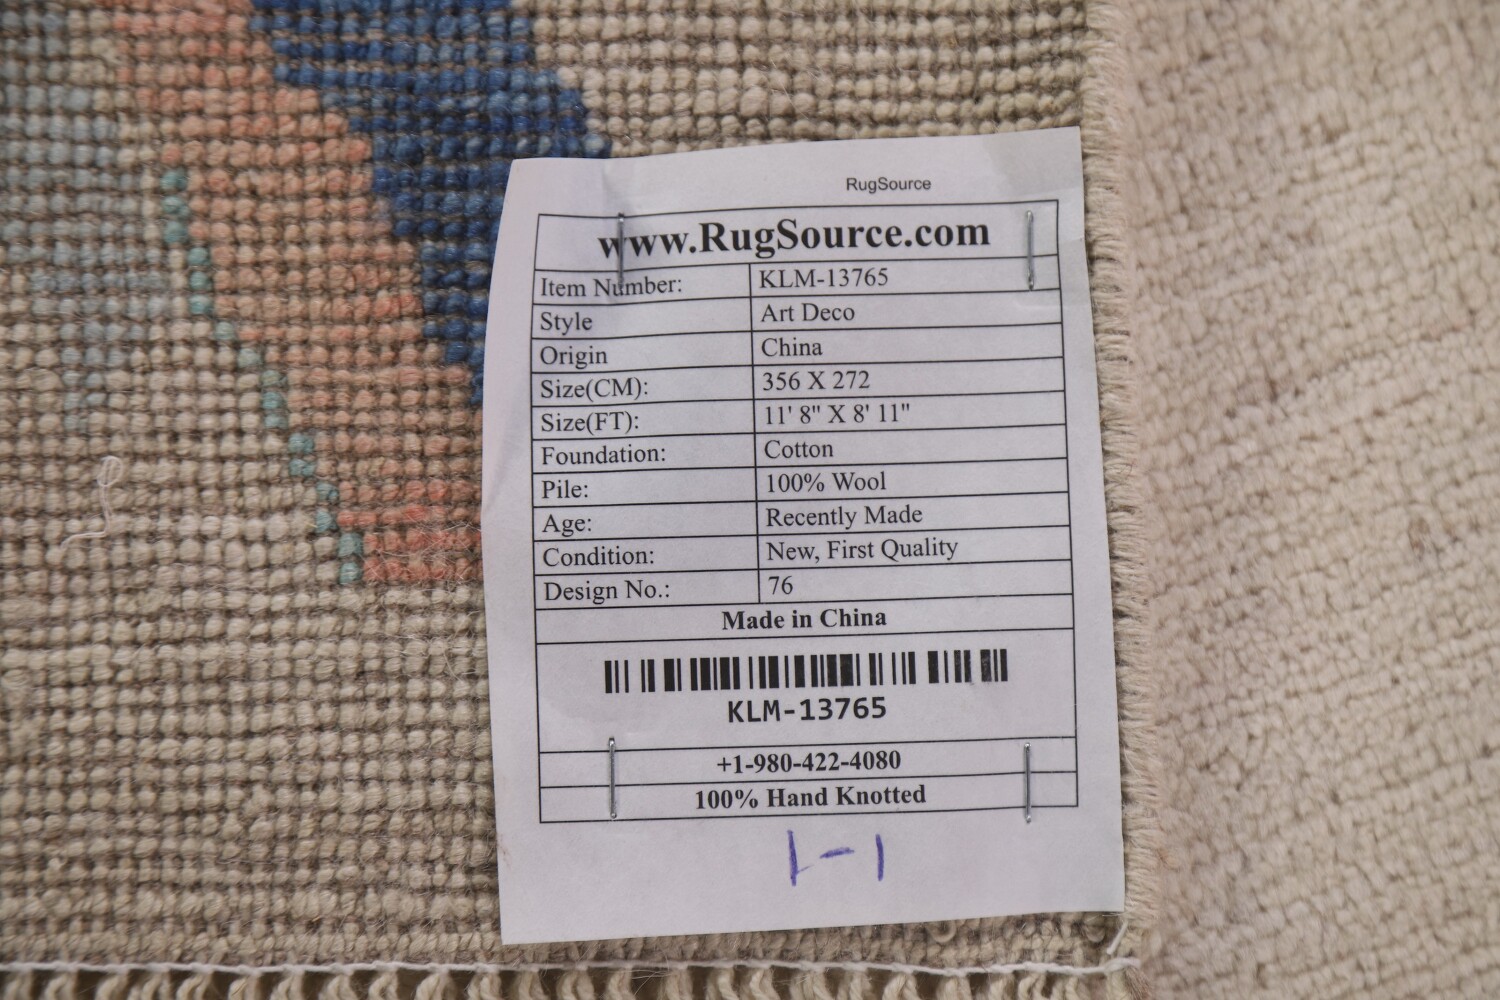 RugSource
www.RugSource.com
Item Number: KLM-13765
Style Art Deco
Origin China
Size(CM): 356 X 272
Size(FT): 11' 8" X 8' 11"
Foundation: Cotton
Pile: 100% Wool
Age: Recently Made
Condition: New, First Quality
Design No.: 76
Made in China
KLM-13765
+1-980-422-4080
100% Hand Knotted
1-1